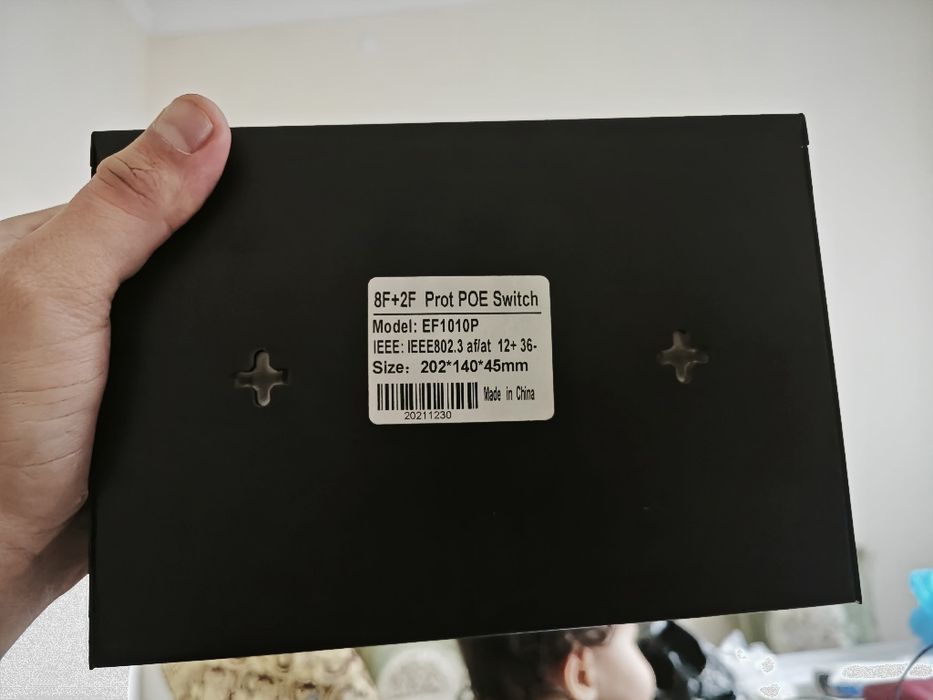 8F+2F Prot POE Switch
Model: EF1010P
IEEE: IEEE802.3 af/at 12+ 36-
Size: 202*140*45mm
Made in China
20211230